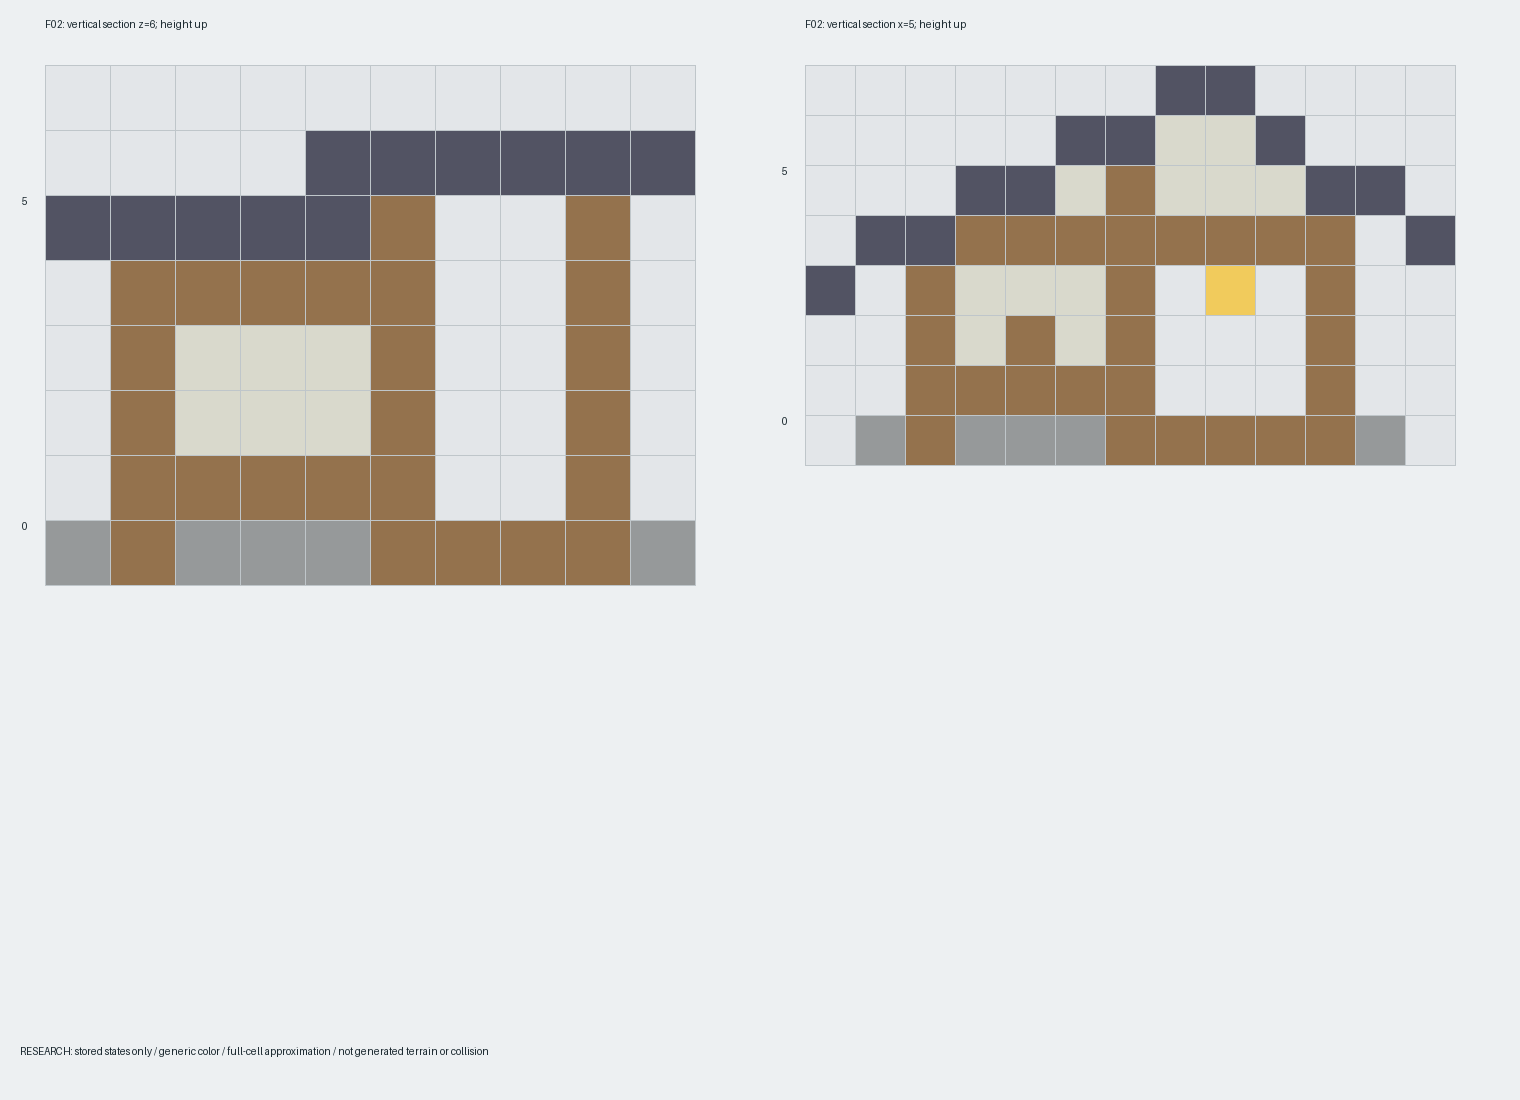 F02: vertical section z=6; height up
F02: vertical section x=5; height up
5
0
5
0
RESEARCH: stored states only / generic color / full-cell approximation / not generated terrain or collision